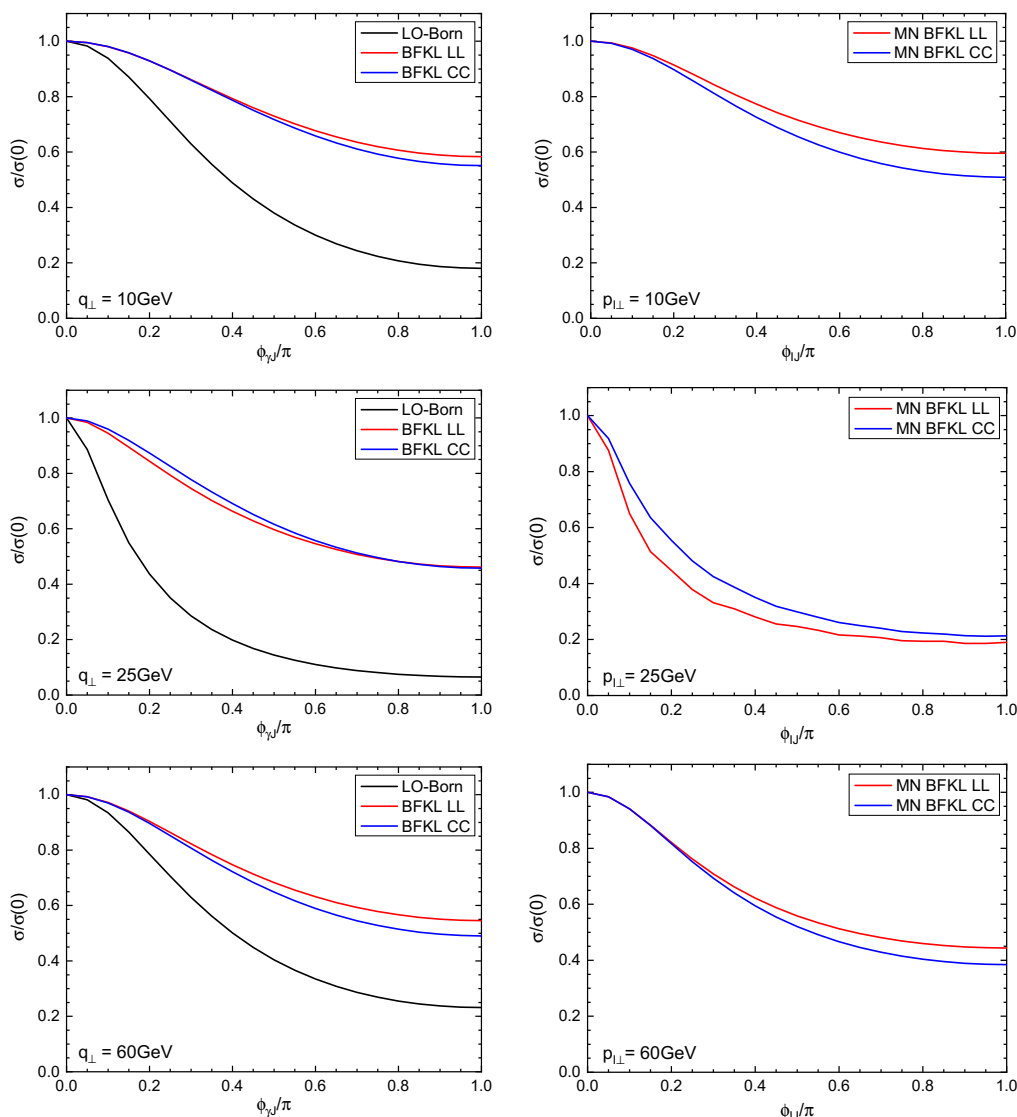 LO-Born
BFKL LL
BFKL CC
σ/σ(0)
1.0
0.8
0.6
0.4
0.2
0.0
q⊥ = 10GeV
0.0 0.2 0.4 0.6 0.8 1.0
ϕγJ/π
MN BFKL LL
MN BFKL CC
σ/σ(0)
1.0
0.8
0.6
0.4
0.2
0.0
pI⊥ = 10GeV
0.0 0.2 0.4 0.6 0.8 1.0
ϕIJ/π
LO-Born
BFKL LL
BFKL CC
σ/σ(0)
1.0
0.8
0.6
0.4
0.2
0.0
q⊥ = 25GeV
0.0 0.2 0.4 0.6 0.8 1.0
ϕγJ/π
MN BFKL LL
MN BFKL CC
σ/σ(0)
1.0
0.8
0.6
0.4
0.2
0.0
pI⊥= 25GeV
0.0 0.2 0.4 0.6 0.8 1.0
ϕIJ/π
LO-Born
BFKL LL
BFKL CC
σ/σ(0)
1.0
0.8
0.6
0.4
0.2
0.0
q⊥ = 60GeV
0.0 0.2 0.4 0.6 0.8 1.0
ϕγJ/π
MN BFKL LL
MN BFKL CC
σ/σ(0)
1.0
0.8
0.6
0.4
0.2
0.0
pI⊥= 60GeV
0.0 0.2 0.4 0.6 0.8 1.0
ϕIJ/π